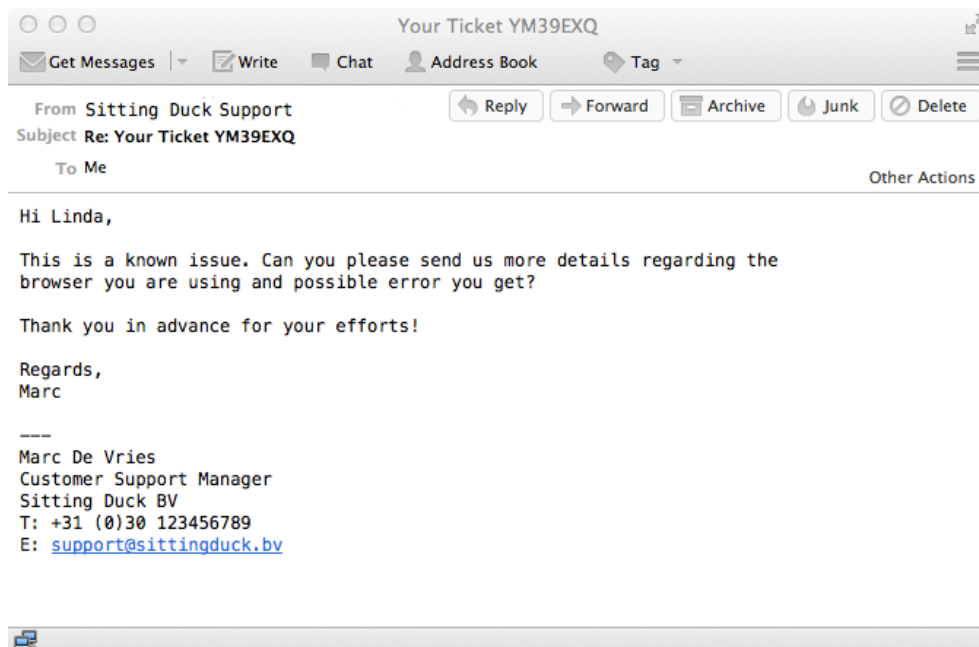 Your Ticket YM39EXQ
Get Messages Write Chat Address Book Tag
From Sitting Duck Support Reply Forward Archive Junk Delete
Subject Re: Your Ticket YM39EXQ
To Me
Other Actions
Hi Linda,
This is a known issue. Can you please send us more details regarding the
browser you are using and possible error you get?
Thank you in advance for your efforts!
Regards,
Marc
---
Marc De Vries
Customer Support Manager
Sitting Duck BV
T: +31 (0)30 123456789
E: support@sittingduck.bv